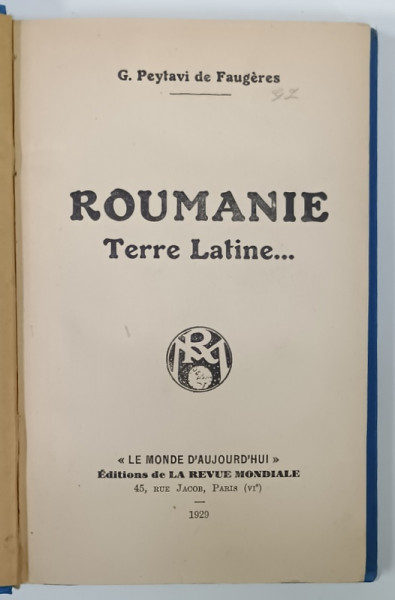 G. Peytavi de Faugères
ROUMANIE
Terre Latine...
RM
« LE MONDE D'AUJOURD'HUI »
Éditions de LA REVUE MONDIALE
45, RUE JACOB, PARIS (VIᵉ)
1929